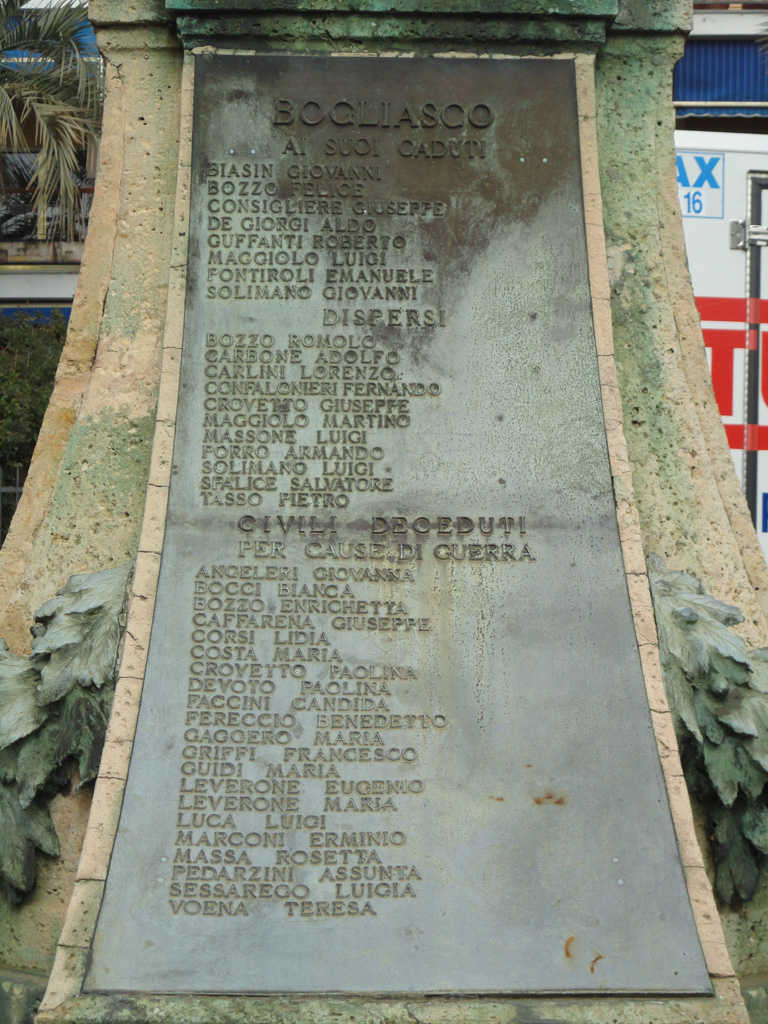 BOGLIASCO
AI SUOI CADUTI
BIASIN GIOVANNI
BOZZO FELICE
CONSIGLIERE GIUSEPPE
DE GIORGI ALDO
GUFFANTI ROBERTO
MAGGIOLO LUIGI
PONTIROLI EMANUELE
SOLIMANO GIOVANNI
DISPERSI
BOZZO ROMOLO
CARBONE ADOLFO
CARLINI LORENZO
CONFALONIERI FERNANDO
CROVETTO GIUSEPPE
MAGGIOLO MARTINO
MASSONE LUIGI
PORRO ARMANDO
SOLIMANO LUIGI
SPALICE SALVATORE
TASSO PIETRO
CIVILI DECEDUTI
PER CAUSE DI GUERRA
ANGELERI GIOVANNA
BOCCI BIANCA
BOZZO ENRICHETTA
CAFFARENA GIUSEPPE
CORSI LIDIA
COSTA MARIA
CROVETTO PAOLINA
DEVOTO PAOLINA
FACCINI CANDIDA
FERECCIO BENEDETTO
GAGGERO MARIA
GRIFFI FRANCESCO
GUIDI MARIA
LEVERONE EUGENIO
LEVERONE MARIA
LUCA LUIGI
MARCONI ERMINIO
MASSA ROSETTA
PEDARZINI ASSUNTA
SESSAREGO LUIGIA
VOENA TERESA
AX
16
TU